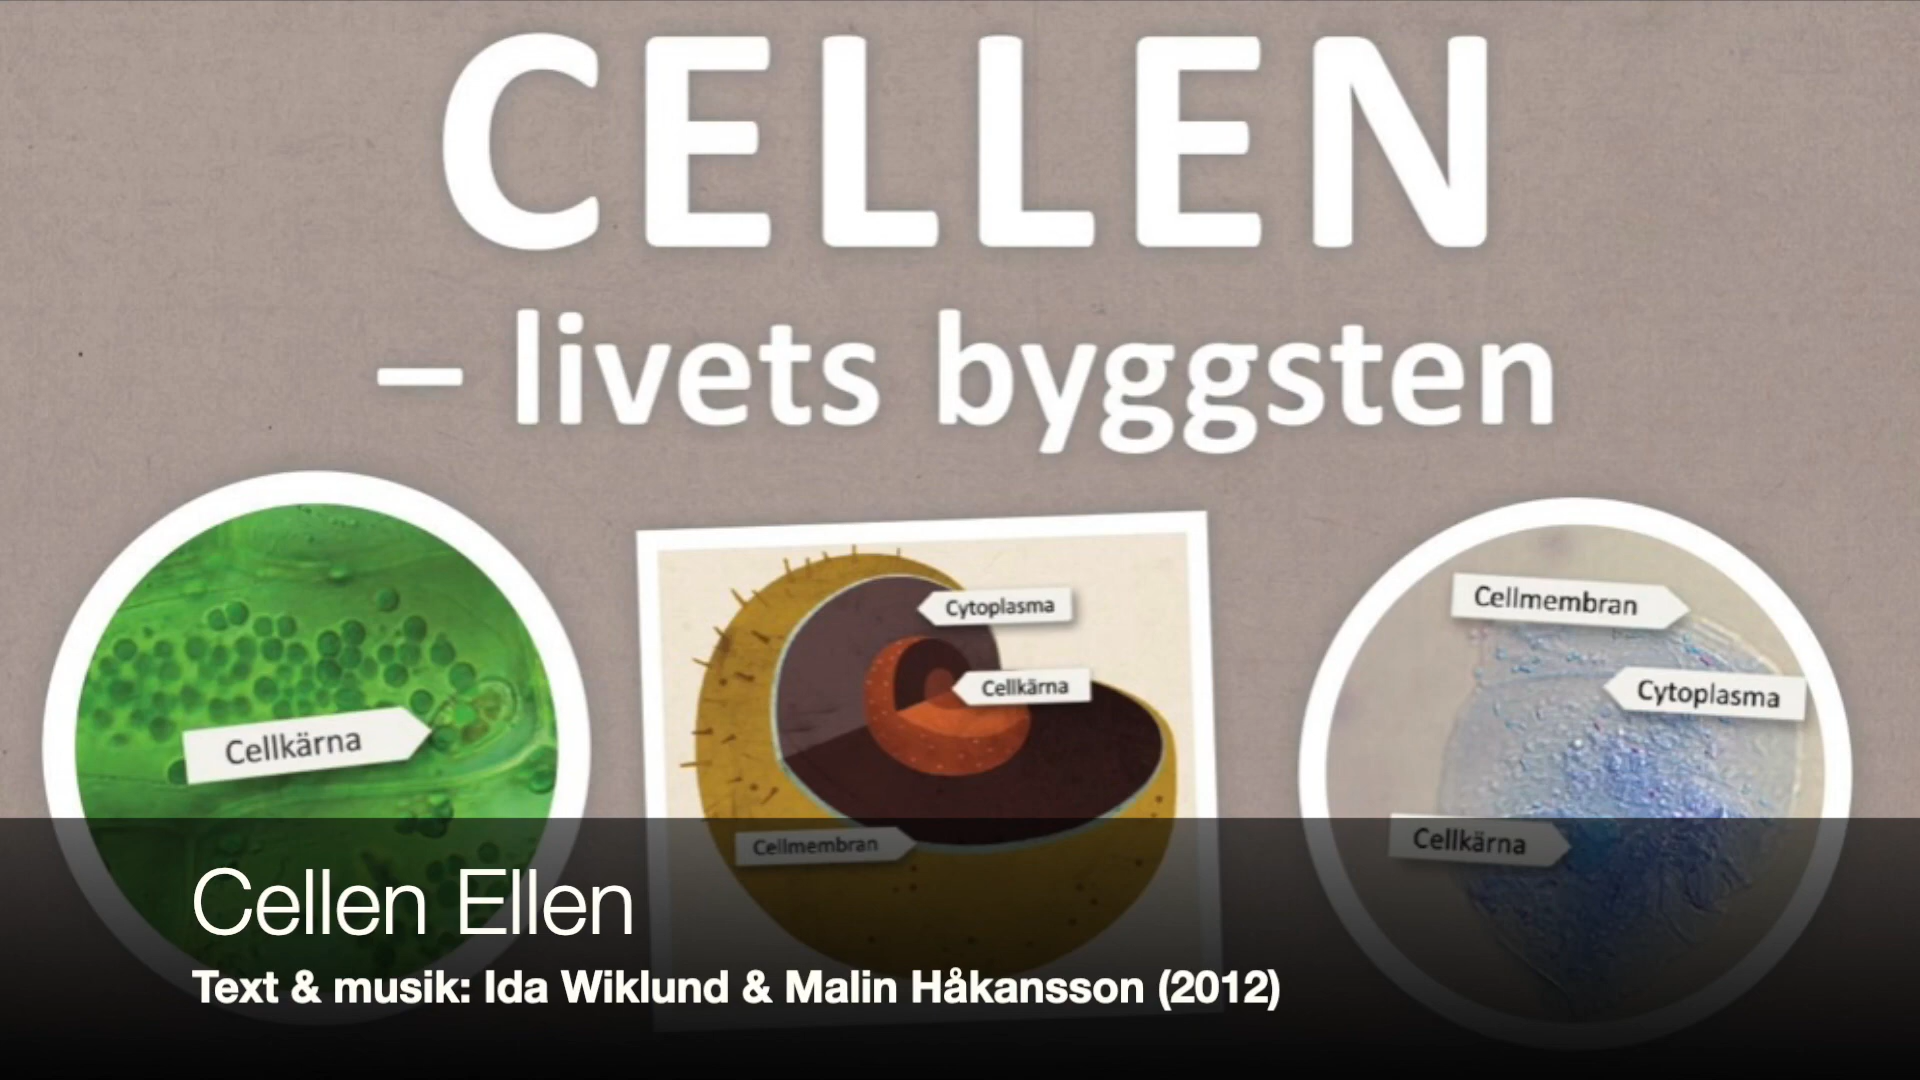 CELLEN
– livets byggsten
Cellkärna
Cytoplasma
Cellkärna
Cellmembran
Cellmembran
Cytoplasma
Cellkärna
Cellen Ellen
Text & musik: Ida Wiklund & Malin Håkansson (2012)